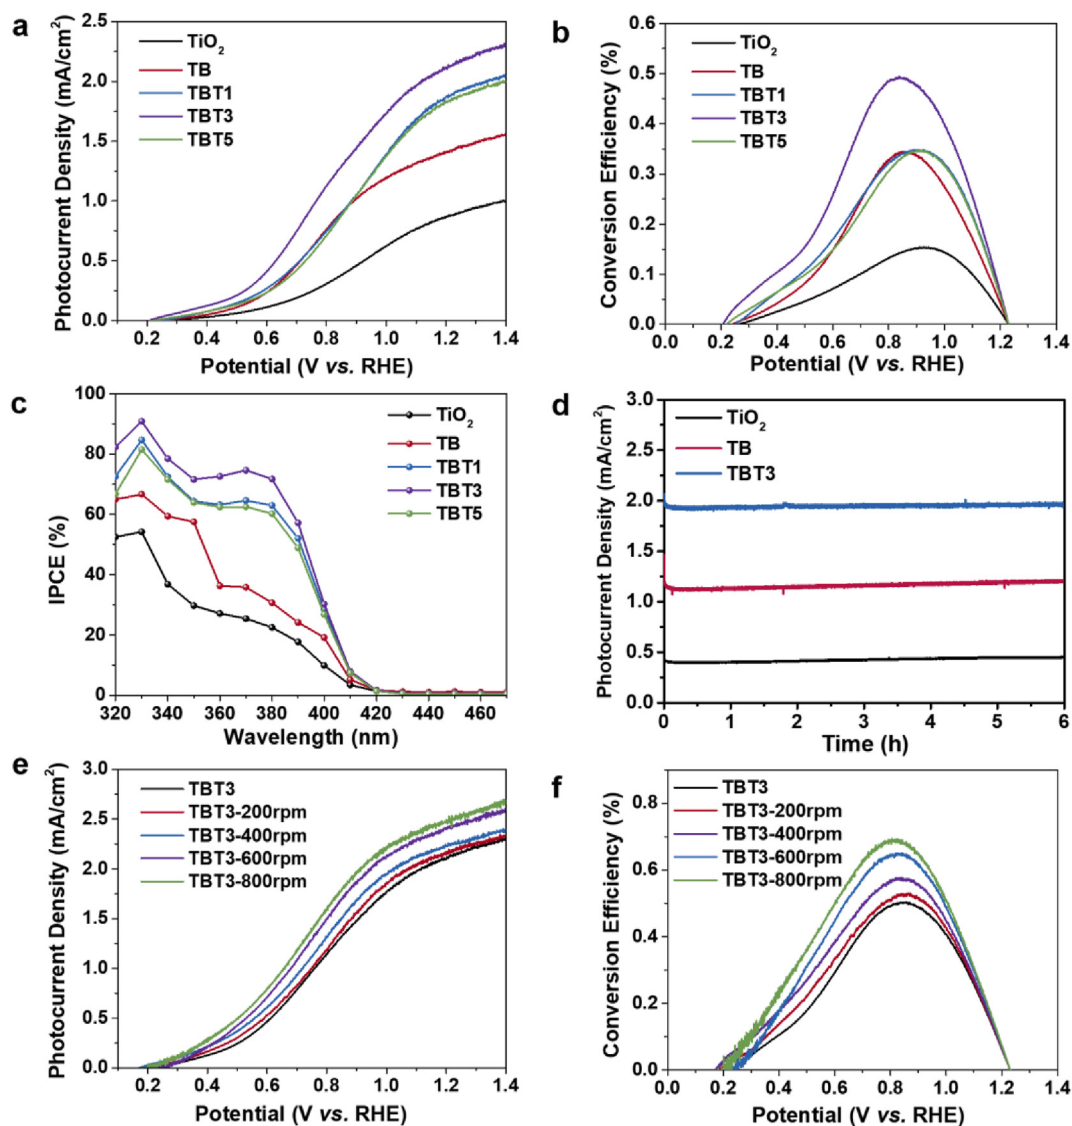 a
2.5
2.0
1.5
1.0
0.5
0.0
Photocurrent Density (mA/cm²)
TiO₂
TB
TBT1
TBT3
TBT5
0.2 0.4 0.6 0.8 1.0 1.2 1.4
Potential (V vs. RHE)
b
0.6
0.5
0.4
0.3
0.2
0.1
0.0
Conversion Efficiency (%)
TiO₂
TB
TBT1
TBT3
TBT5
0.0 0.2 0.4 0.6 0.8 1.0 1.2 1.4
Potential (V vs. RHE)
c
100
80
60
40
20
0
IPCE (%)
TiO₂
TB
TBT1
TBT3
TBT5
320 340 360 380 400 420 440 460
Wavelength (nm)
d
3.0
2.5
2.0
1.5
1.0
0.5
0.0
Photocurrent Density (mA/cm²)
TiO₂
TB
TBT3
0 1 2 3 4 5 6
Time (h)
e
3.0
2.5
2.0
1.5
1.0
0.5
0.0
Photocurrent Density (mA/cm²)
TBT3
TBT3-200rpm
TBT3-400rpm
TBT3-600rpm
TBT3-800rpm
0.2 0.4 0.6 0.8 1.0 1.2 1.4
Potential (V vs. RHE)
f
0.8
0.6
0.4
0.2
0.0
Conversion Efficiency (%)
TBT3
TBT3-200rpm
TBT3-400rpm
TBT3-600rpm
TBT3-800rpm
0.0 0.2 0.4 0.6 0.8 1.0 1.2 1.4
Potential (V vs. RHE)